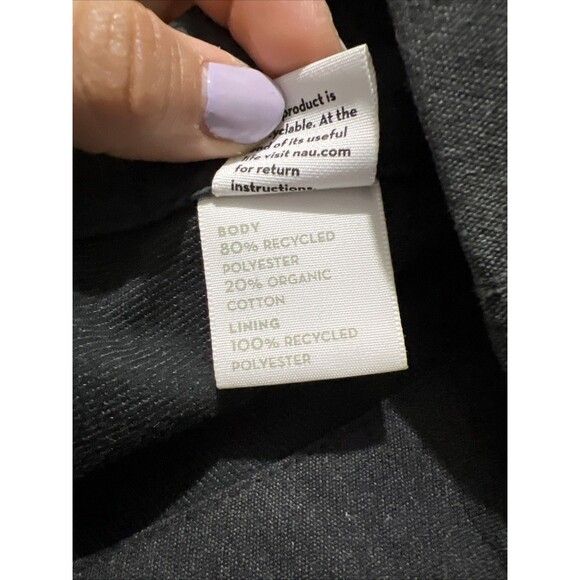 product is
clable. At the
of its useful
visit nau.com
for return
instructions.
BODY
80% RECYCLED
POLYESTER
20% ORGANIC
COTTON
LINING
100% RECYCLED
POLYESTER